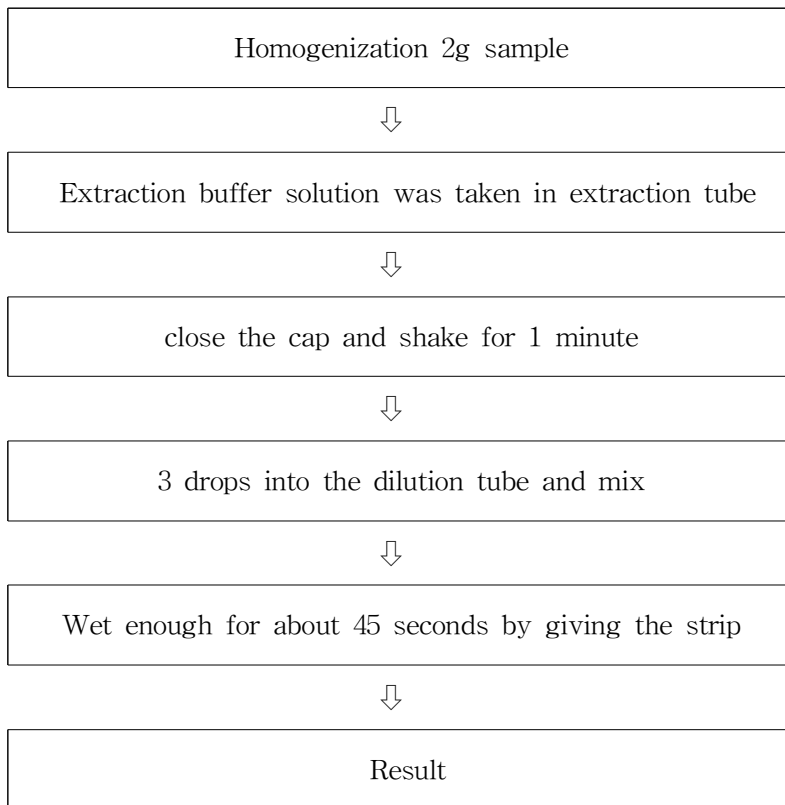 Homogenization 2g sample
⇩
Extraction buffer solution was taken in extraction tube
⇩
close the cap and shake for 1 minute
⇩
3 drops into the dilution tube and mix
⇩
Wet enough for about 45 seconds by giving the strip
⇩
Result